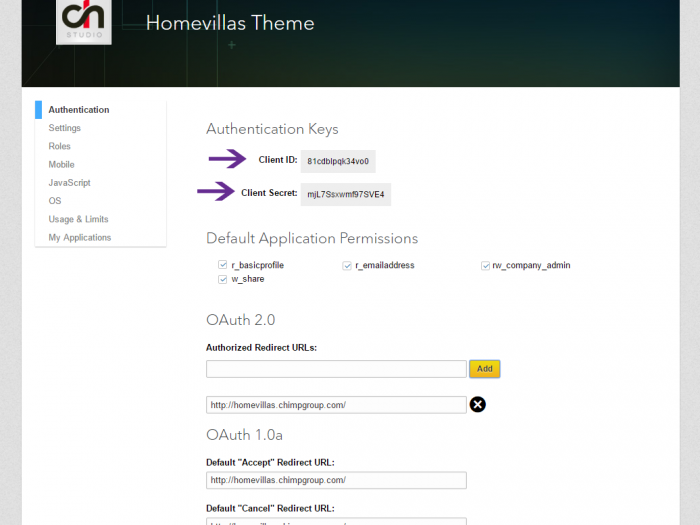 ch
STUDIO
Homevillas Theme
Authentication
Settings
Roles
Mobile
JavaScript
OS
Usage & Limits
My Applications
Authentication Keys
Client ID: 81cdblpqk34vo0
Client Secret: mjL7Ssxwmf97SVE4
Default Application Permissions
r_basicprofile r_emailaddress rw_company_admin
w_share
OAuth 2.0
Authorized Redirect URLs:
Add
http://homevillas.chimpgroup.com/
OAuth 1.0a
Default "Accept" Redirect URL:
http://homevillas.chimpgroup.com/
Default "Cancel" Redirect URL: